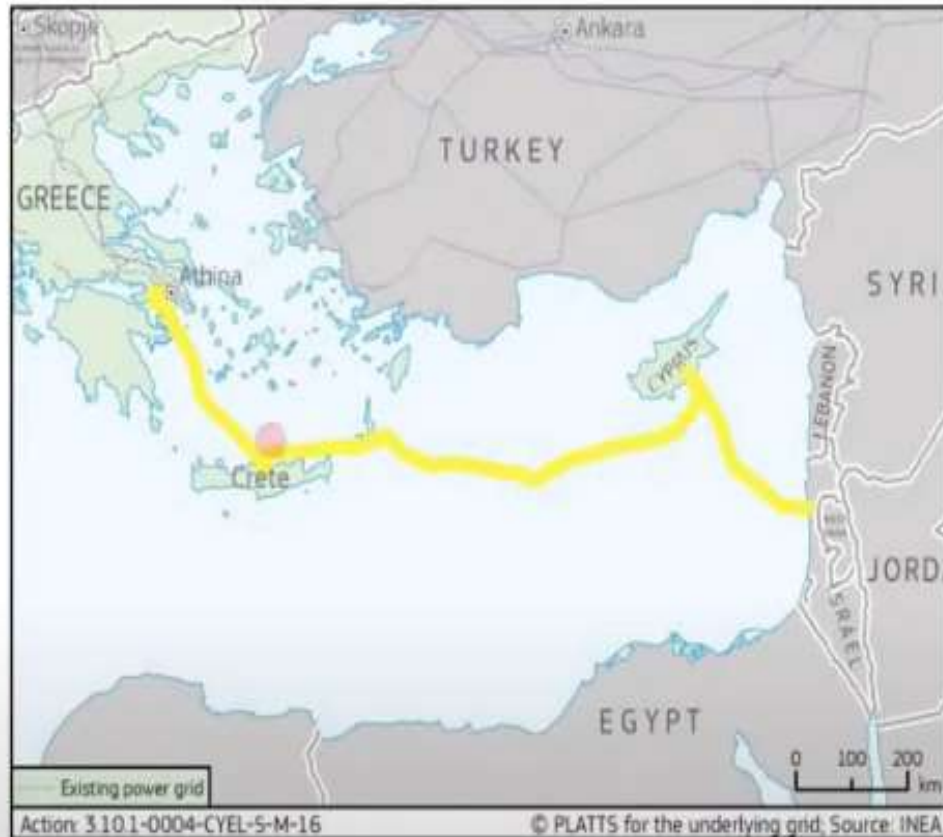 Skopje
Ankara
TURKEY
GREECE
Athina
SYRI
CYPRUS
LEBANON
Crete
JORD
ISRAEL
EGYPT
0 100 200
km
Existing power grid
Action: 3.10.1-0004-CYEL-S-M-16
© PLATTS for the underlying grid; Source: INEA